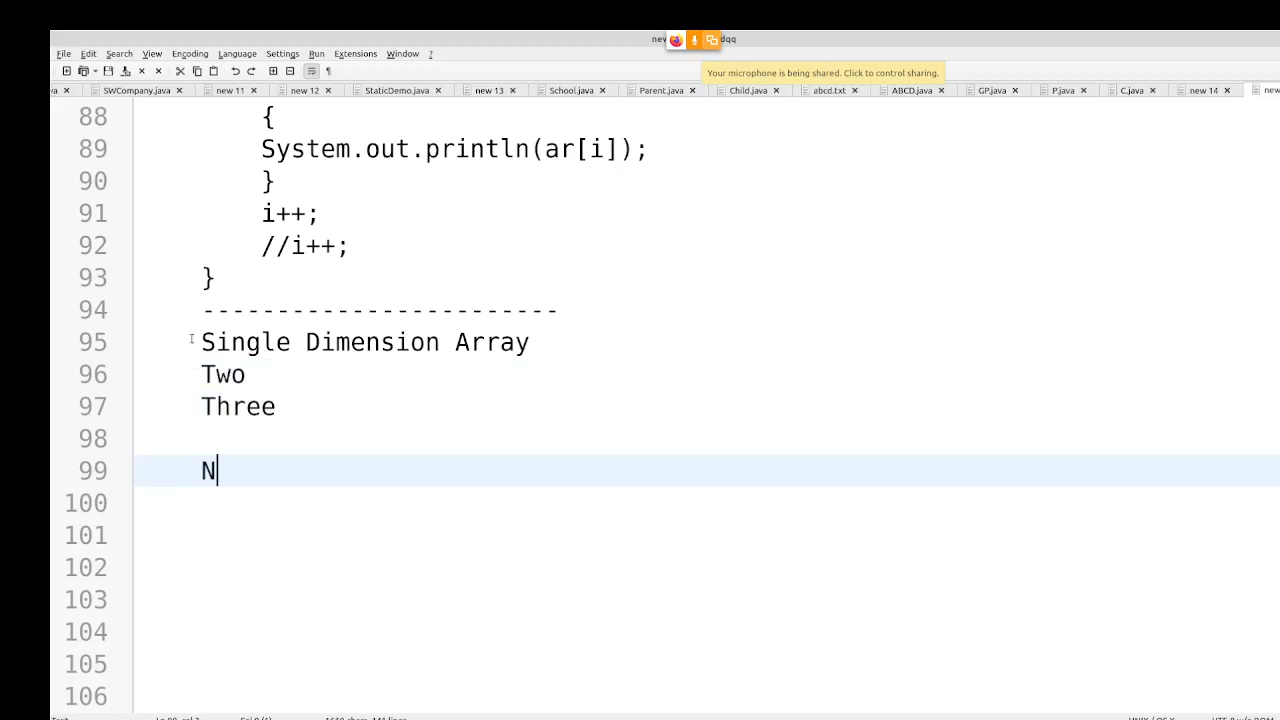 new dqq
File Edit Search View Encoding Language Settings Run Extensions Window ?
Your microphone is being shared. Click to control sharing.
SWCompany.java new 11 new 12 StaticDemo.java new 13 School.java Parent.java Child.java abcd.txt ABCD.java GP.java P.java C.java new 14 new
88 {
89 System.out.println(ar[i]);
90 }
91 i++;
92 //i++;
93 }
94 ------------------------
95 Single Dimension Array
96 Two
97 Three
98
99 N
100
101
102
103
104
105
106